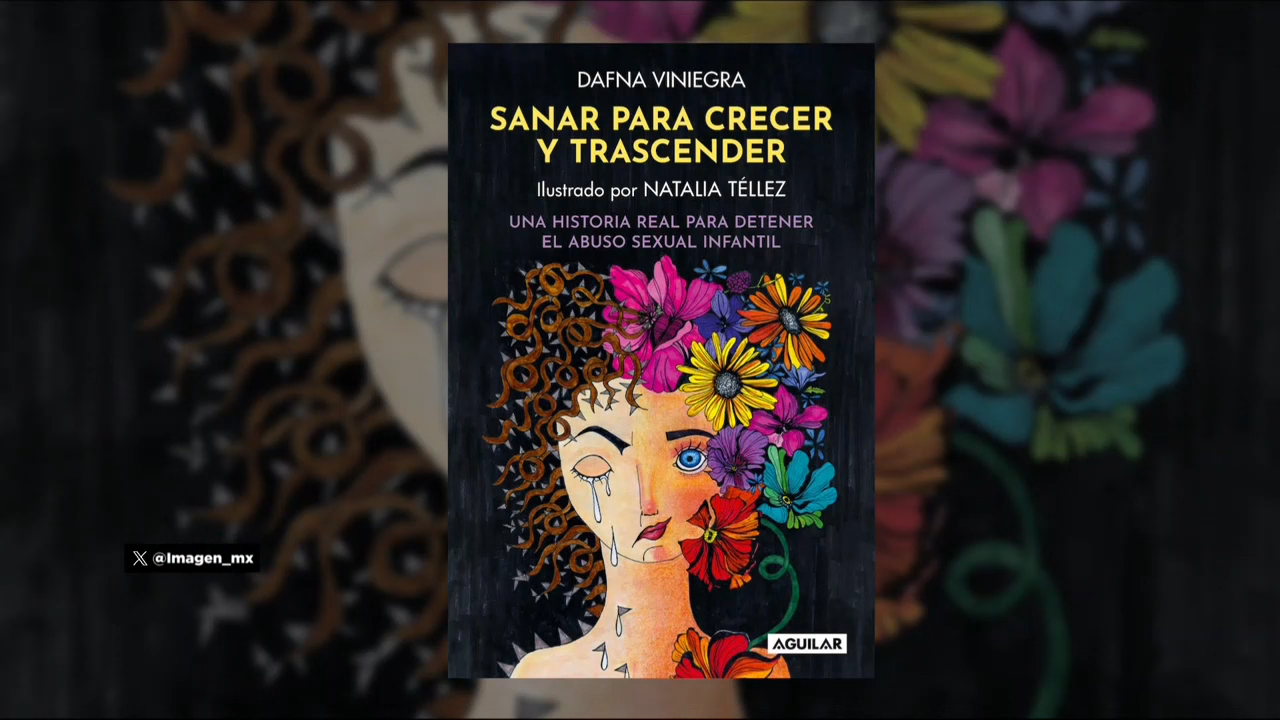 DAFNA VINIEGRA
SANAR PARA CRECER
Y TRASCENDER
Ilustrado por NATALIA TÉLLEZ
UNA HISTORIA REAL PARA DETENER
EL ABUSO SEXUAL INFANTIL
X @Imagen_mx
AGUILAR